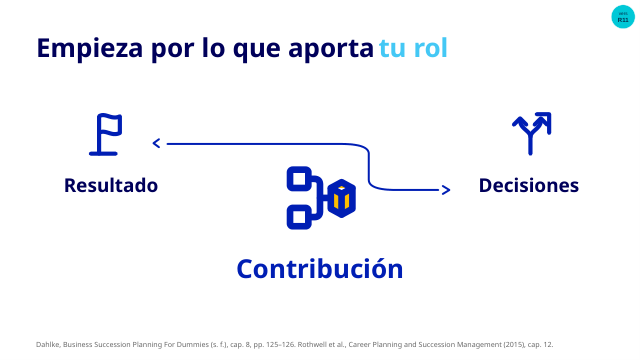 R11
Empieza por lo que aporta tu rol
Resultado
Decisiones
Contribución
Dahlke, Business Succession Planning For Dummies (s. f.), cap. 8, pp. 125–126. Rothwell et al., Career Planning and Succession Management (2015), cap. 12.